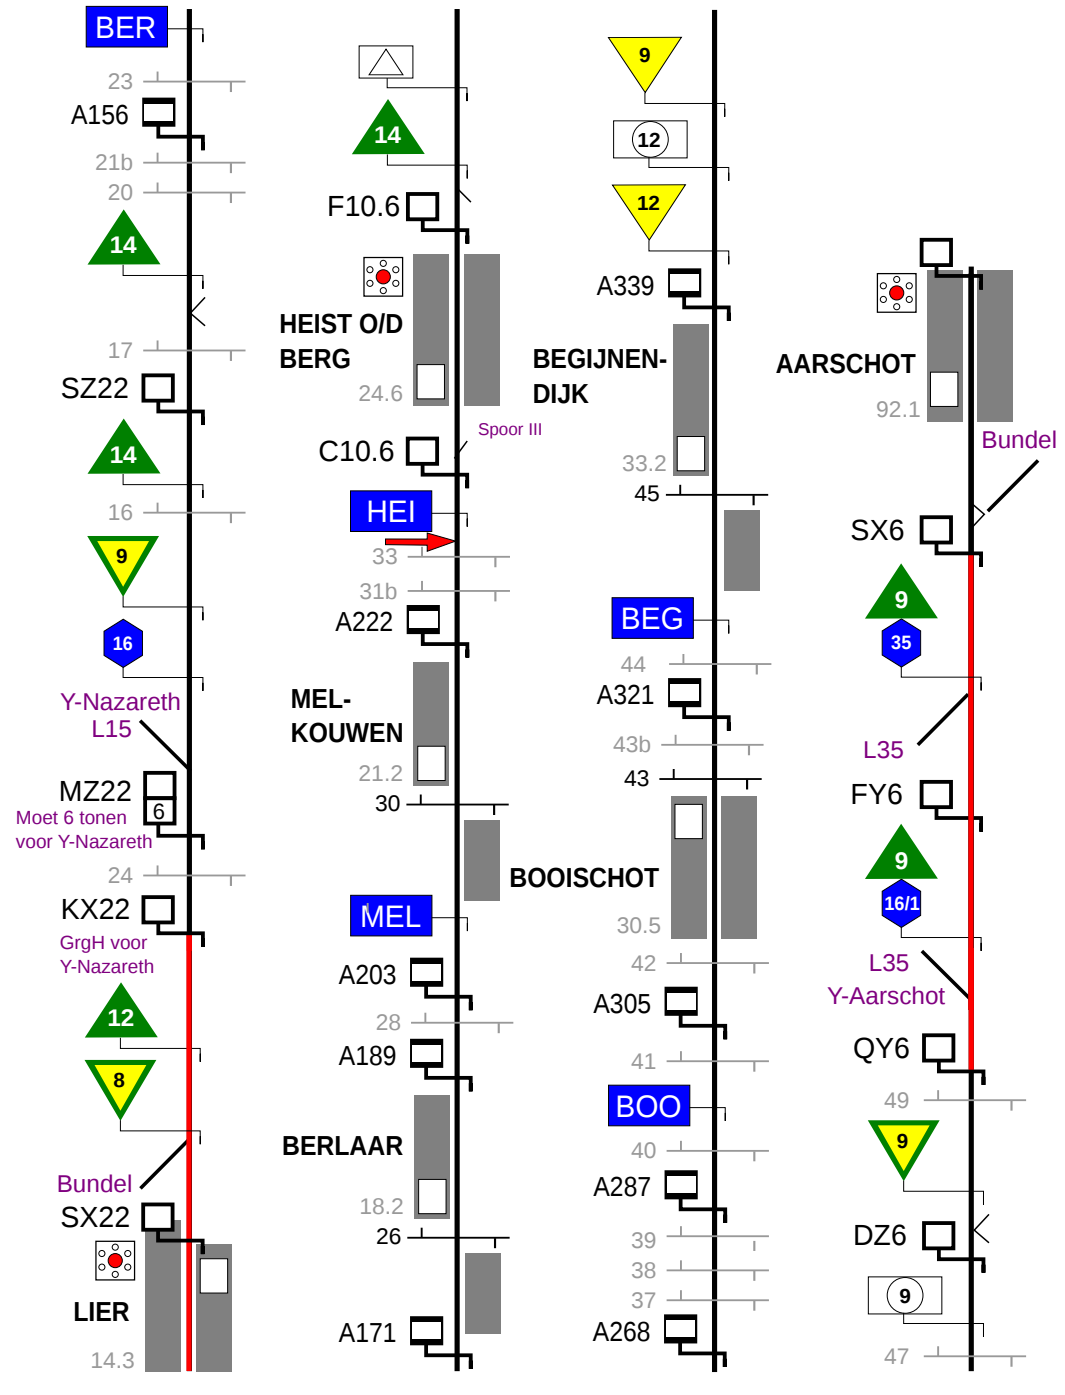 BER
23
A156
21b
20
14
17
SZ22
14
16
9
16
Y-Nazareth
L15
MZ22
6
Moet 6 tonen
voor Y-Nazareth
24
KX22
GrgH voor
Y-Nazareth
12
8
Bundel
SX22
LIER
14.3
14
F10.6
HEIST O/D
BERG
24.6
Spoor III
C10.6
HEI
33
31b
A222
MEL-
KOUWEN
21.2
30
MEL
A203
28
A189
BERLAAR
18.2
26
A171
9
12
12
A339
BEGIJNEN-
DIJK
33.2
45
BEG
44
A321
43b
43
BOOISCHOT
30.5
42
A305
41
BOO
40
A287
39
38
37
A268
AARSCHOT
92.1
Bundel
SX6
9
35
L35
FY6
9
16/1
L35
Y-Aarschot
QY6
49
9
DZ6
9
47